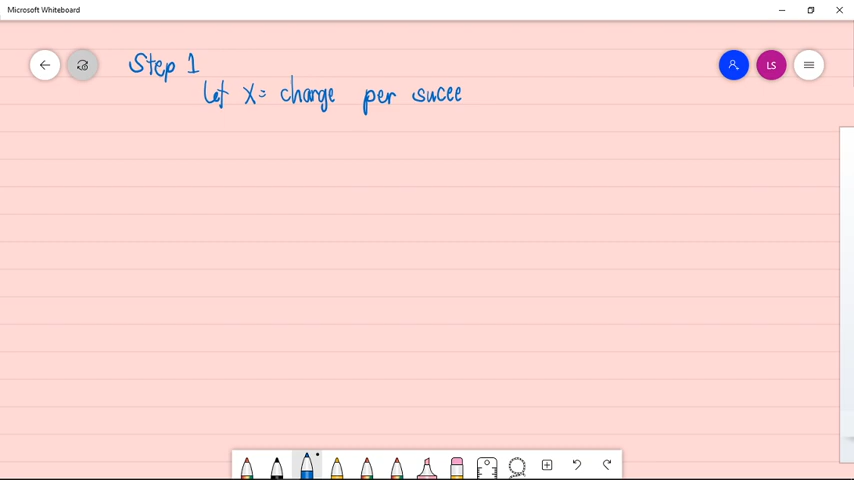 Microsoft Whiteboard
Step 1
LS
let x = charge per succe